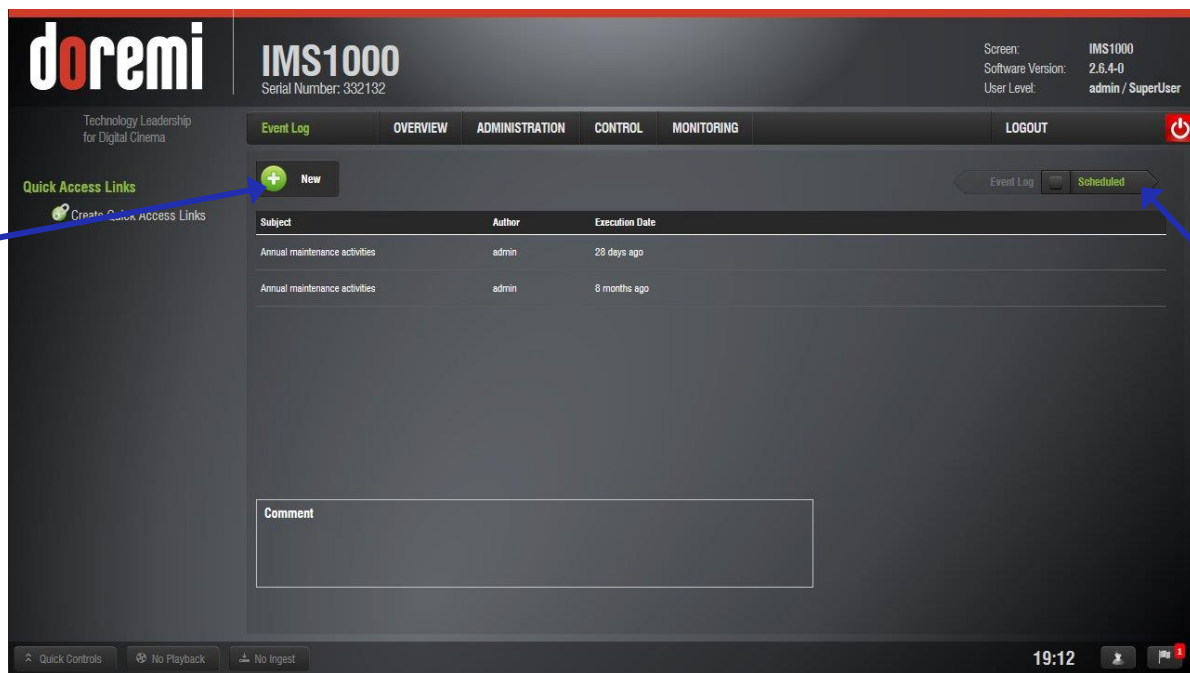 doremi
Technology Leadership
for Digital Cinema
IMS1000
Serial Number: 332132
Screen: IMS1000
Software Version: 2.6.4-0
User Level: admin / SuperUser
Event Log OVERVIEW ADMINISTRATION CONTROL MONITORING LOGOUT
Quick Access Links
Create Quick Access Links
New
Event Log Scheduled
Subject Author Execution Date
Annual maintenance activities admin 28 days ago
Annual maintenance activities admin 8 months ago
Comment
Quick Controls No Playback No Ingest 19:12 1